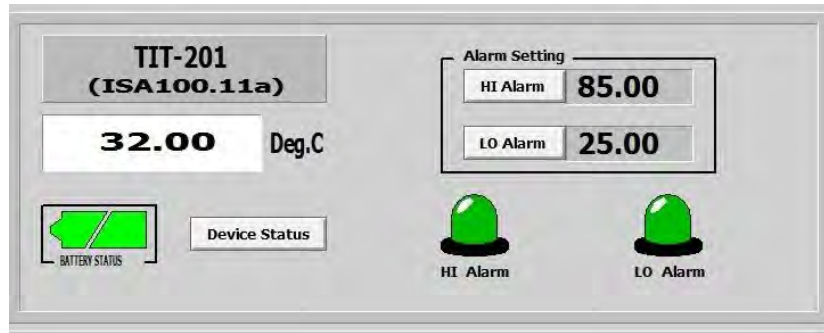 TIT-201
(ISA100.11a)
32.00 Deg.C
BATTERY STATUS
Device Status
Alarm Setting
HI Alarm 85.00
LO Alarm 25.00
HI Alarm
LO Alarm